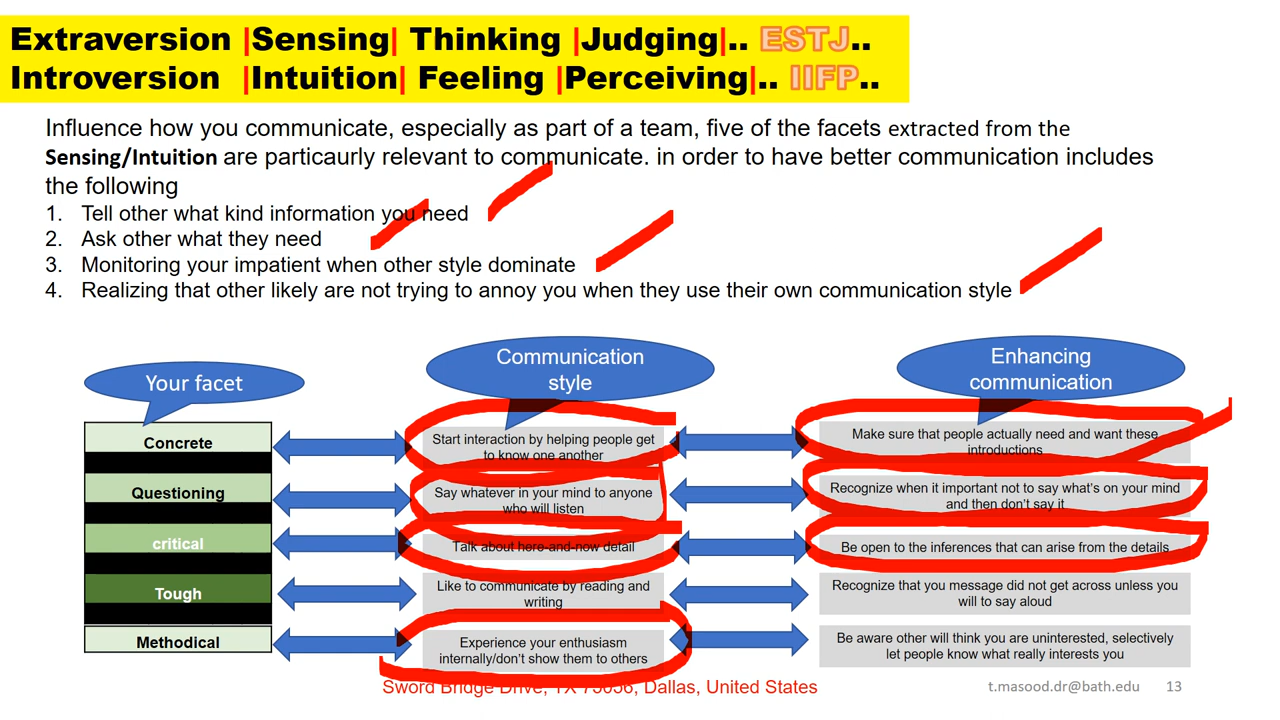 Extraversion |Sensing| Thinking |Judging|.. ESTJ..
Introversion |Intuition| Feeling |Perceiving|.. IIFP..
Influence how you communicate, especially as part of a team, five of the facets extracted from the
Sensing/Intuition are particaurly relevant to communicate. in order to have better communication includes
the following
1. Tell other what kind information you need
2. Ask other what they need
3. Monitoring your impatient when other style dominate
4. Realizing that other likely are not trying to annoy you when they use their own communication style
Your facet
Communication
style
Enhancing
communication
Concrete
Start interaction by helping people get
to know one another
Make sure that people actually need and want these
introductions
Questioning
Say whatever in your mind to anyone
who will listen
Recognize when it important not to say what's on your mind
and then don't say it
critical
Talk about here-and-now detail
Be open to the inferences that can arise from the details
Tough
Like to communicate by reading and
writing
Recognize that you message did not get across unless you
will to say aloud
Methodical
Experience your enthusiasm
internally/don't show them to others
Be aware other will think you are uninterested, selectively
let people know what really interests you
Sword Bridge Drive, TX 75036, Dallas, United States
t.masood.dr@bath.edu
13